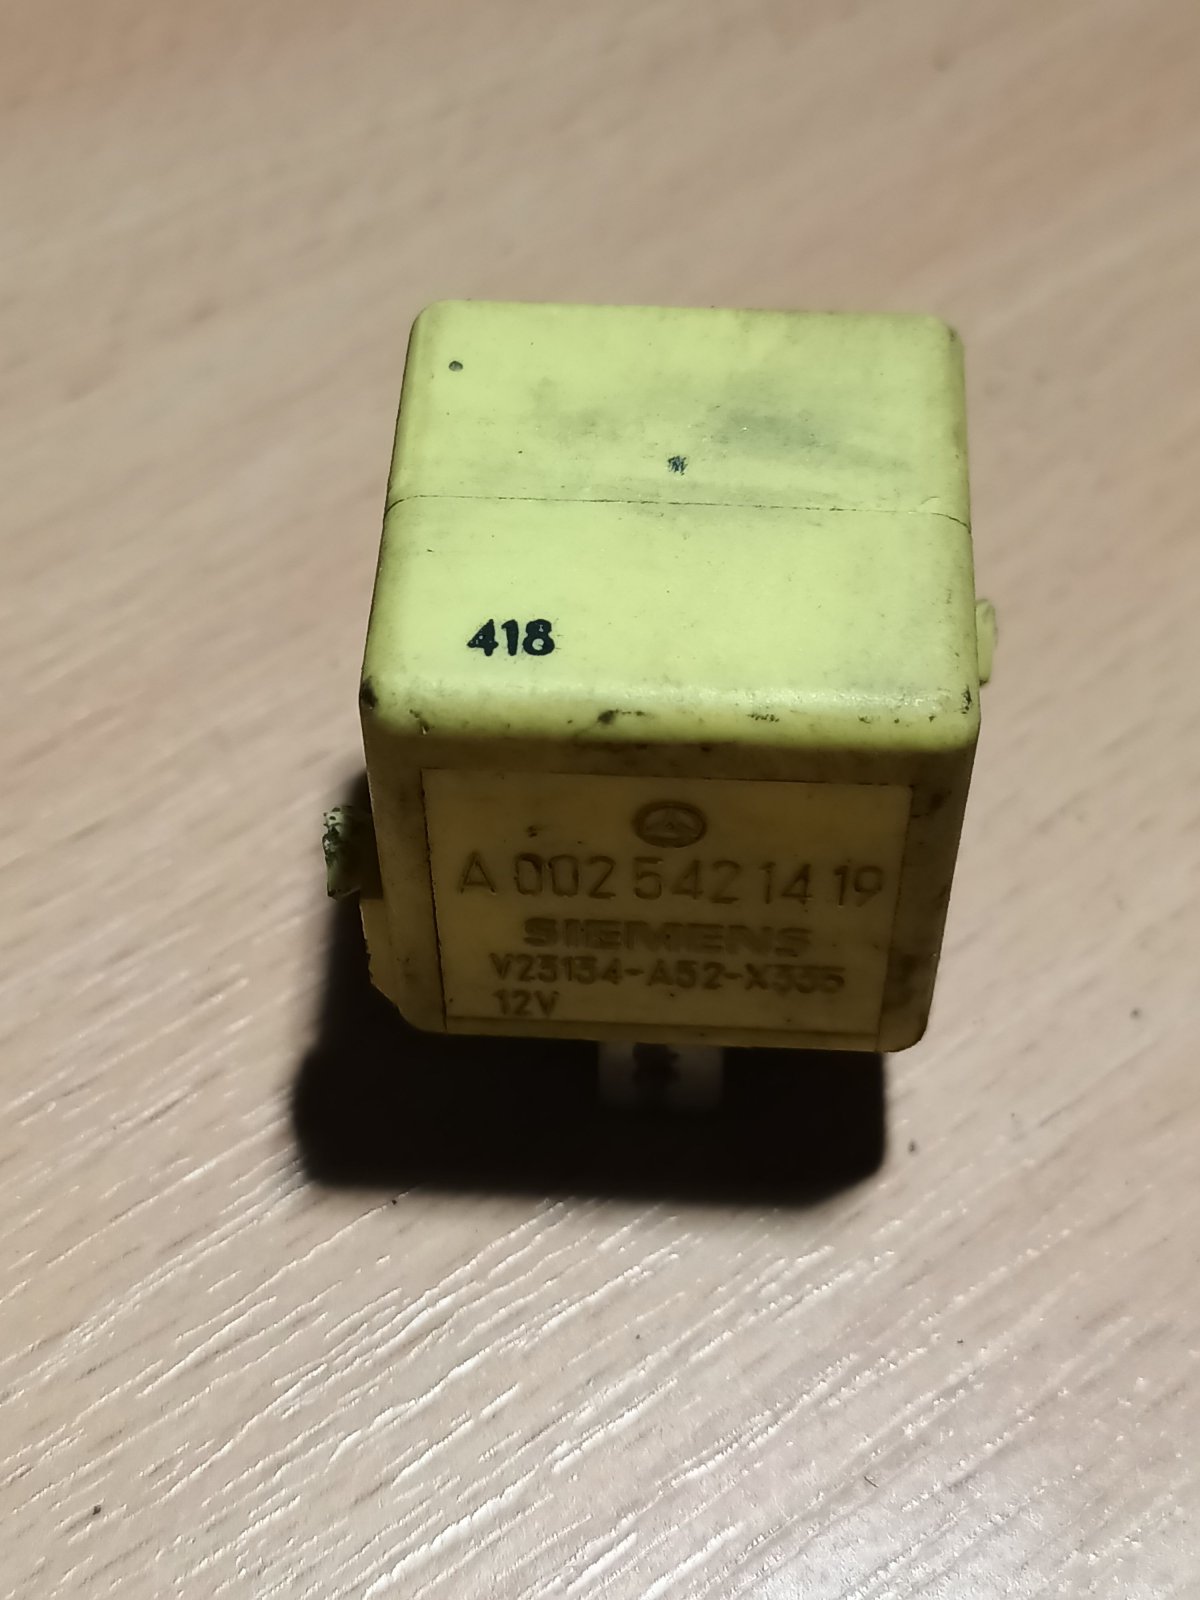 418
A 002 542 14 19
SIEMENS
V23134-A52-X335
12V